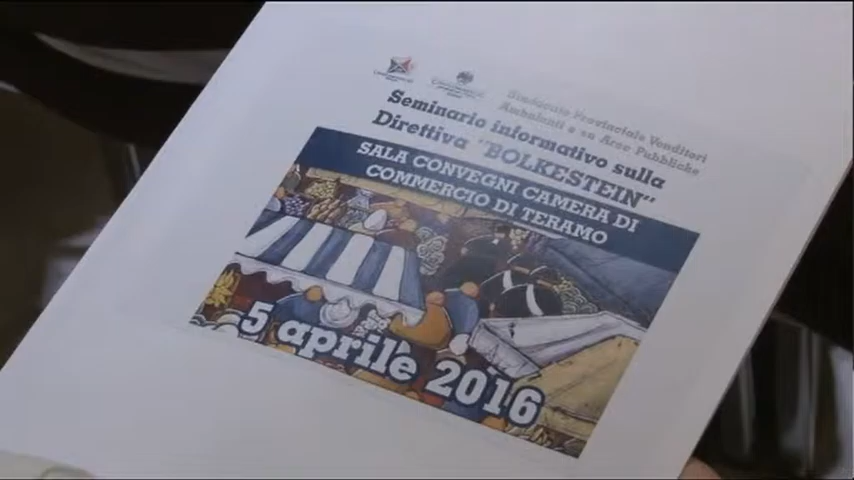 Sindacato Provinciale Venditori
Ambulanti e su Aree Pubbliche
Seminario informativo sulla
Direttiva "BOLKESTEIN"
SALA CONVEGNI CAMERA DI
COMMERCIO DI TERAMO
5 aprile 2016